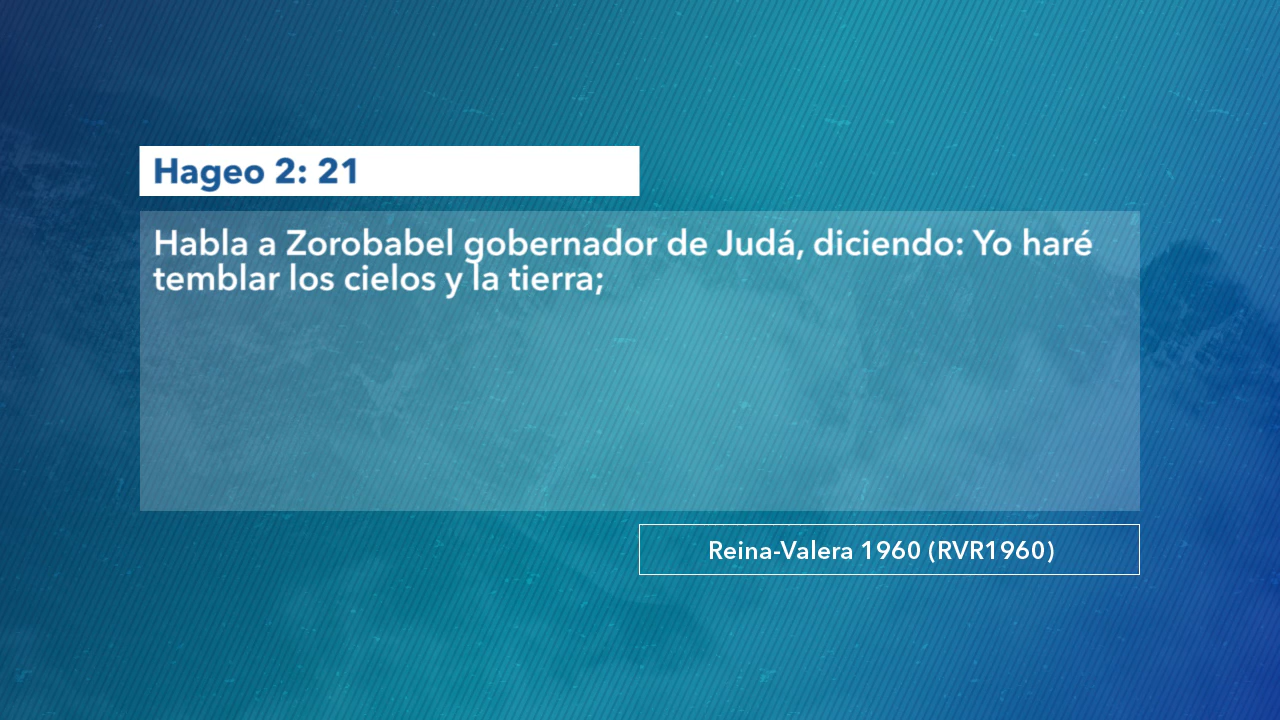 Hageo 2: 21
Habla a Zorobabel gobernador de Judá, diciendo: Yo haré
temblar los cielos y la tierra;
Reina-Valera 1960 (RVR1960)